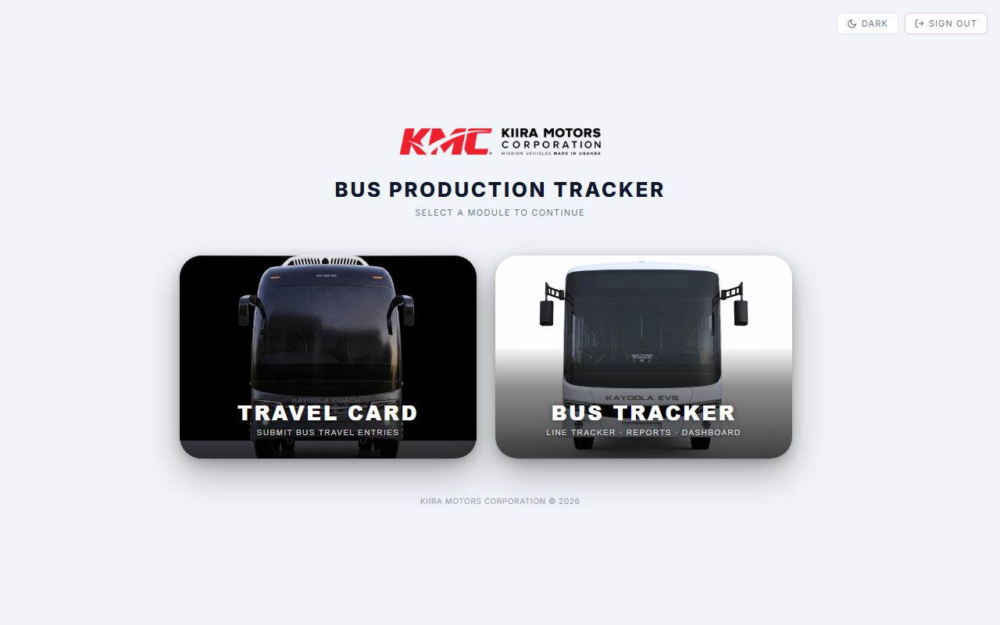 DARK
SIGN OUT
KMC
KIIRA MOTORS
CORPORATION
MISSION VEHICLES MADE IN UGANDA
BUS PRODUCTION TRACKER
SELECT A MODULE TO CONTINUE
KAYOOLA COACH
TRAVEL CARD
SUBMIT BUS TRAVEL ENTRIES
KAYOOLA EVS
BUS TRACKER
LINE TRACKER · REPORTS · DASHBOARD
KIIRA MOTORS CORPORATION © 2026